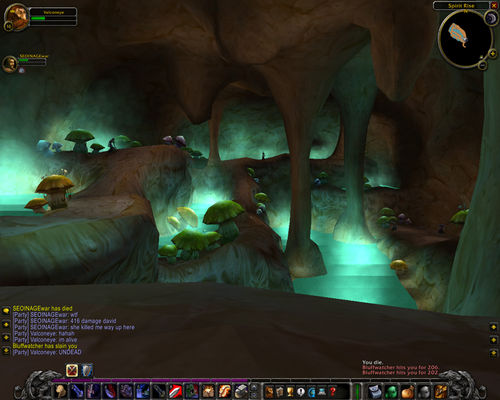 Valconeye
Spirit Rise
SEOINAGEwar
SEOINAGEwar has died
[Party] SEOINAGEwar: wtf
[Party] SEOINAGEwar: 416 damage david
[Party] SEOINAGEwar: she killed me way up here
[Party] Valconeye: hahah
[Party] Valconeye: im alive
Bluffwatcher has slain you
[Party] Valconeye: UNDEAD
You die.
Bluffwatcher hits you for 206.
Bluffwatcher hits you for 202.